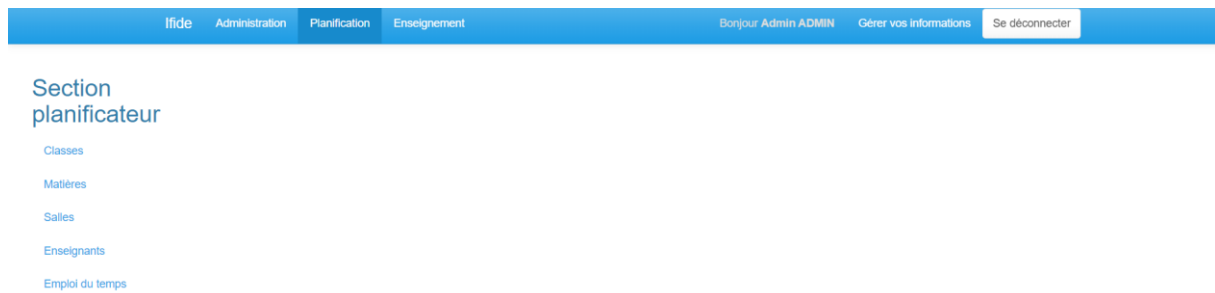 Ifide Administration Planification Enseignement Bonjour Admin ADMIN Gérer vos informations Se déconnecter
Section
planificateur
Classes
Matières
Salles
Enseignants
Emploi du temps